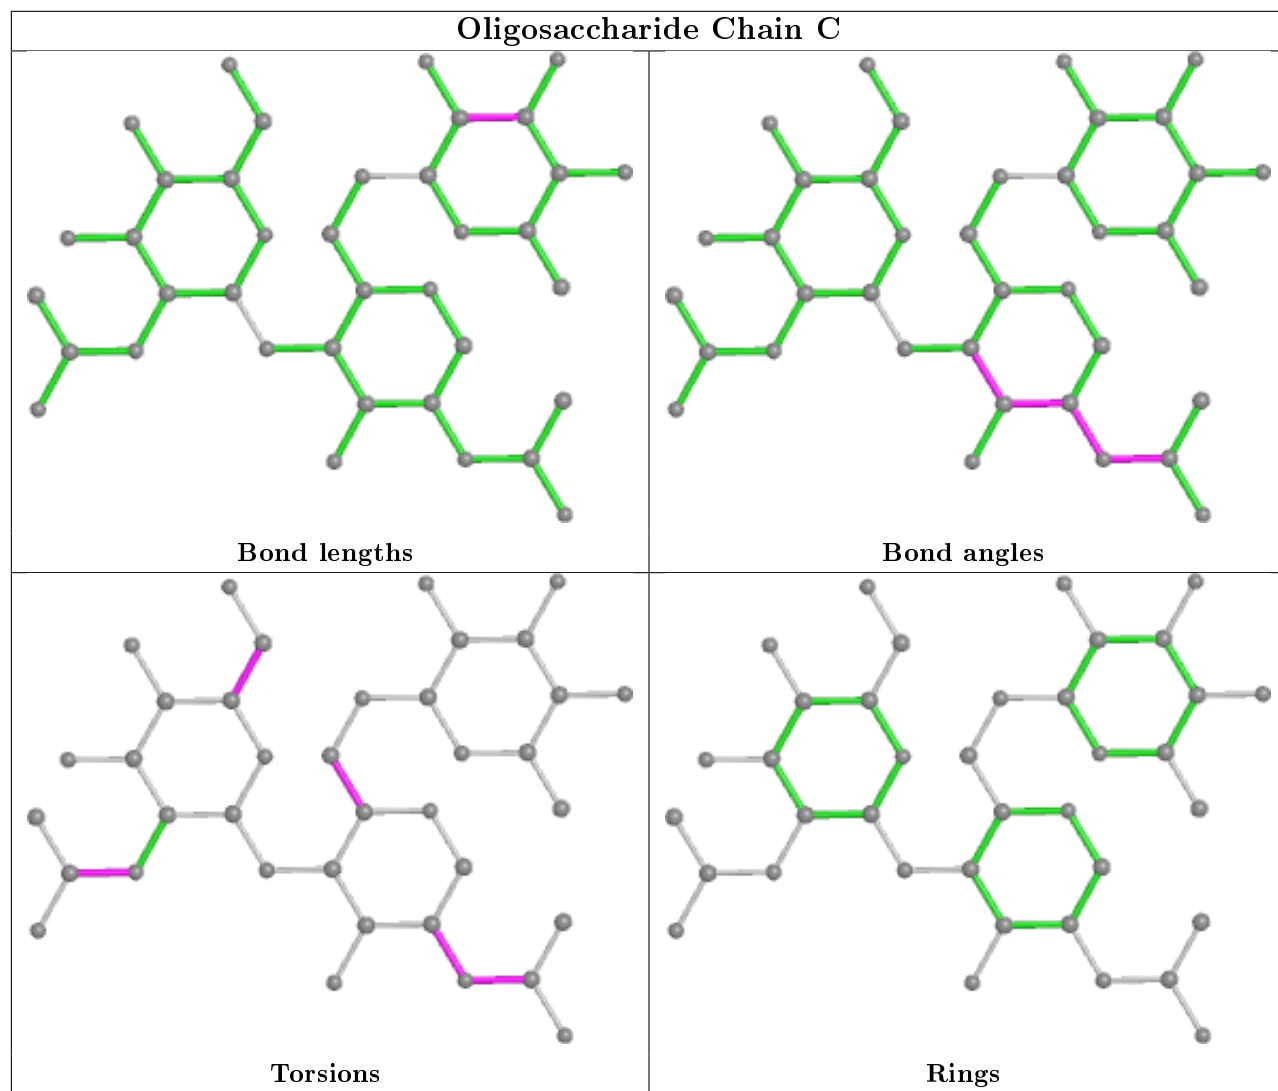 Oligosaccharide Chain C
Bond lengths
Bond angles
Torsions
Rings